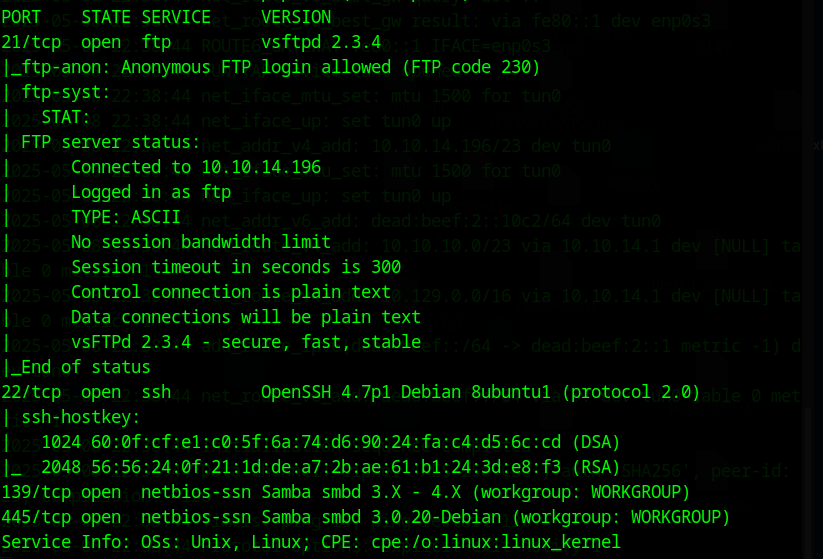 PORT   STATE SERVICE     VERSION
21/tcp  open  ftp         vsftpd 2.3.4
|_ftp-anon: Anonymous FTP login allowed (FTP code 230)
| ftp-syst:
|   STAT:
| FTP server status:
|      Connected to 10.10.14.196
|      Logged in as ftp
|      TYPE: ASCII
|      No session bandwidth limit
|      Session timeout in seconds is 300
|      Control connection is plain text
|      Data connections will be plain text
|      vsFTPd 2.3.4 - secure, fast, stable
|_End of status
22/tcp  open  ssh         OpenSSH 4.7p1 Debian 8ubuntu1 (protocol 2.0)
| ssh-hostkey:
|   1024 60:0f:cf:e1:c0:5f:6a:74:d6:90:24:fa:c4:d5:6c:cd (DSA)
|_  2048 56:56:24:0f:21:1d:de:a7:2b:ae:61:b1:24:3d:e8:f3 (RSA)
139/tcp open  netbios-ssn Samba smbd 3.X - 4.X (workgroup: WORKGROUP)
445/tcp open  netbios-ssn Samba smbd 3.0.20-Debian (workgroup: WORKGROUP)
Service Info: OSs: Unix, Linux; CPE: cpe:/o:linux:linux_kernel